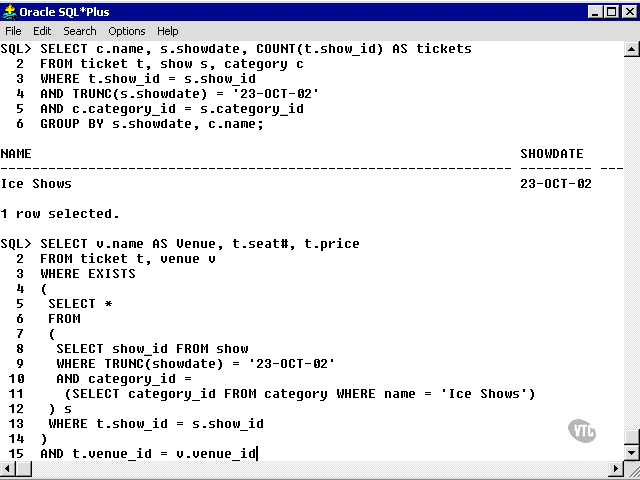 Oracle SQL*Plus
File Edit Search Options Help
SQL> SELECT c.name, s.showdate, COUNT(t.show_id) AS tickets
2 FROM ticket t, show s, category c
3 WHERE t.show_id = s.show_id
4 AND TRUNC(s.showdate) = '23-OCT-02'
5 AND c.category_id = s.category_id
6 GROUP BY s.showdate, c.name;
NAME SHOWDATE
---------------------------------------------------------------- --------- ---
Ice Shows 23-OCT-02
1 row selected.
SQL> SELECT v.name AS Venue, t.seat#, t.price
2 FROM ticket t, venue v
3 WHERE EXISTS
4 (
5 SELECT *
6 FROM
7 (
8 SELECT show_id FROM show
9 WHERE TRUNC(showdate) = '23-OCT-02'
10 AND category_id =
11 (SELECT category_id FROM category WHERE name = 'Ice Shows')
12 ) s
13 WHERE t.show_id = s.show_id
14 )
15 AND t.venue_id = v.venue_id
VTC